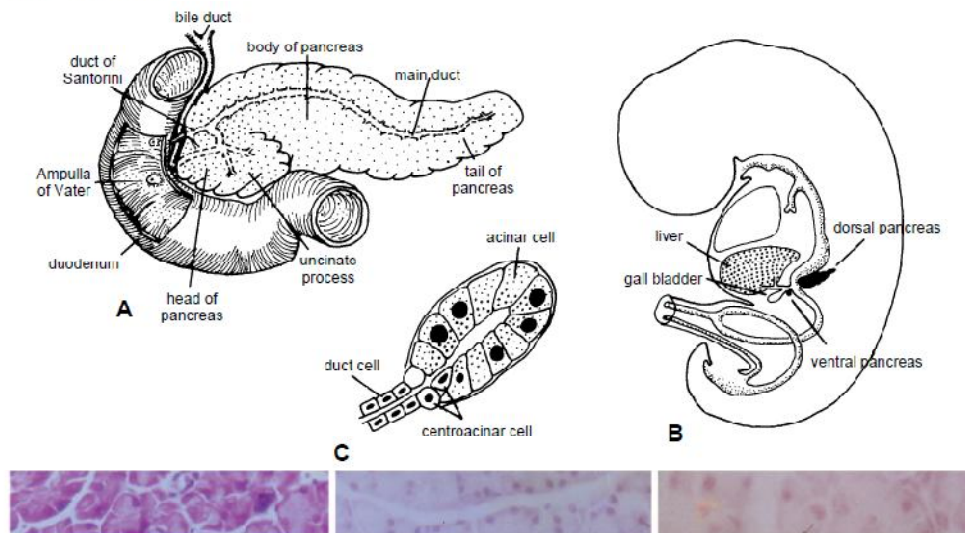 bile duct
duct of
Santorini
body of pancreas
main duct
Ampulla
of Vater
tail of
pancreas
duodenum
uncinate
process
head of
pancreas
A
acinar cell
duct cell
centroacinar cell
C
liver
dorsal pancreas
gall bladder
ventral pancreas
B